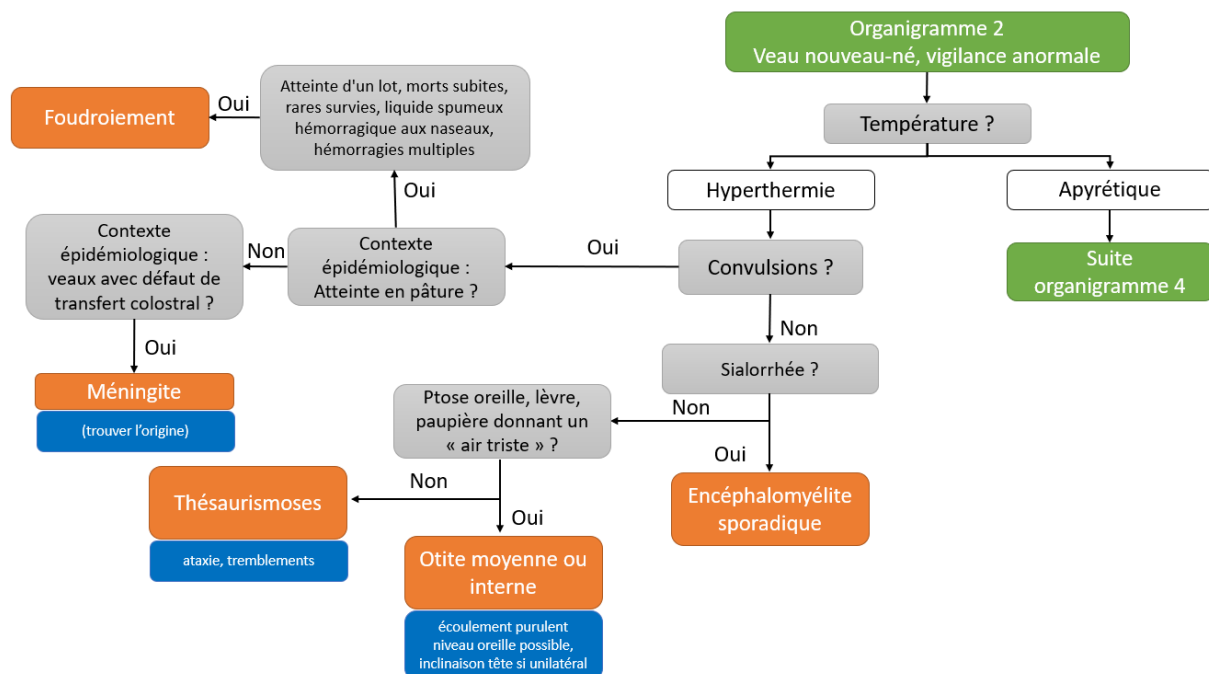 Organigramme 2
Veau nouveau-né, vigilance anormale
Température ?
Hyperthermie
Apyrétique
Suite
organigramme 4
Convulsions ?
Oui
Contexte
épidémiologique :
Atteinte en pâture ?
Oui
Atteinte d'un lot, morts subites,
rares survies, liquide spumeux
hémorragique aux naseaux,
hémorragies multiples
Oui
Foudroiement
Non
Contexte
épidémiologique :
veaux avec défaut de
transfert colostral ?
Oui
Méningite
(trouver l'origine)
Non
Sialorrhée ?
Oui
Encéphalomyélite
sporadique
Non
Ptose oreille, lèvre,
paupière donnant un
« air triste » ?
Non
Thésaurismoses
ataxie, tremblements
Oui
Otite moyenne ou
interne
écoulement purulent
niveau oreille possible,
inclinaison tête si unilatéral